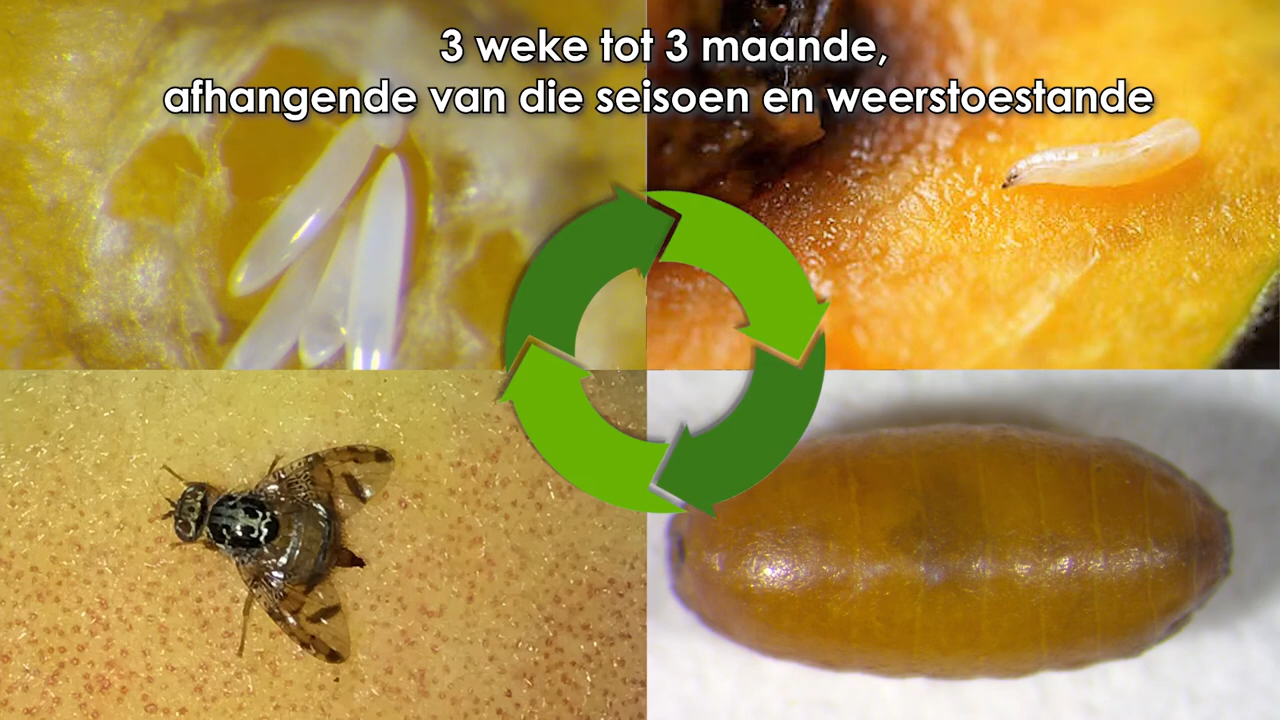 3 weke tot 3 maande,
afhangende van die seisoen en weerstoestande